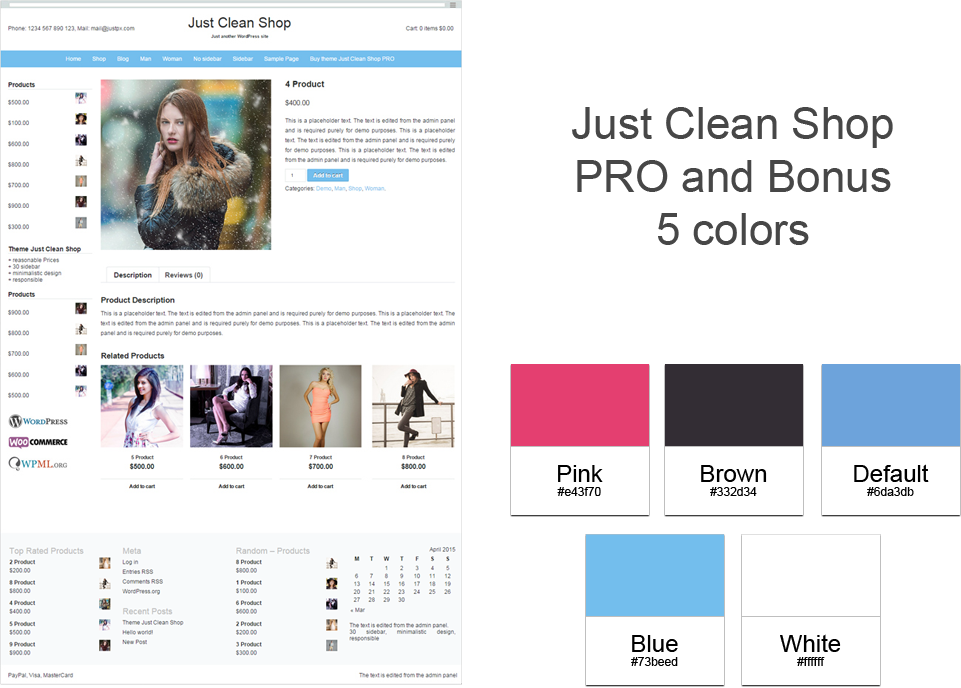 Phone: 1234 567 890 123, Mail: mail@justpx.com
Just Clean Shop
Just another WordPress site
Cart: 0 items $0.00
Home Shop Blog Man Woman No sidebar Sidebar Sample Page Buy theme Just Clean Shop PRO
Products
$500.00
$100.00
$600.00
$800.00
$700.00
$900.00
$300.00
Theme Just Clean Shop
• reasonable Prices
• 30 sidebar
• minimalistic design
• responsible
Products
$900.00
$800.00
$700.00
$600.00
$500.00
WORDPRESS
WOO COMMERCE
WPML.ORG
4 Product
$400.00
This is a placeholder text. The text is edited from the admin panel
and is required purely for demo purposes. This is a placeholder
text. The text is edited from the admin panel and is required purely
for demo purposes. This is a placeholder text. The text is edited
from the admin panel and is required purely for demo purposes.
1 Add to cart
Categories: Demo, Man, Shop, Woman.
Description Reviews (0)
Product Description
This is a placeholder text. The text is edited from the admin panel and is required purely for demo purposes. This is a placeholder text. The
text is edited from the admin panel and is required purely for demo purposes. This is a placeholder text. The text is edited from the admin
panel and is required purely for demo purposes.
Related Products
5 Product
$500.00
Add to cart
6 Product
$600.00
Add to cart
7 Product
$700.00
Add to cart
8 Product
$800.00
Add to cart
Top Rated Products
2 Product
$200.00
8 Product
$800.00
4 Product
$400.00
5 Product
$500.00
9 Product
$900.00
Meta
Log in
Entries RSS
Comments RSS
WordPress.org
Recent Posts
Theme Just Clean Shop
Hello world!
New Post
Random – Products
8 Product
$800.00
1 Product
$100.00
6 Product
$600.00
2 Product
$200.00
3 Product
$300.00
April 2015
M T W T F S S
1 2 3 4 5
6 7 8 9 10 11 12
13 14 15 16 17 18 19
20 21 22 23 24 25 26
27 28 29 30
« Mar
The text is edited from the admin panel.
30 sidebar, minimalistic design,
responsible
PayPal, Visa, MasterCard
The text is edited from the admin panel
Just Clean Shop
PRO and Bonus
5 colors
Pink
#e43f70
Brown
#332d34
Default
#6da3db
Blue
#73beed
White
#ffffff